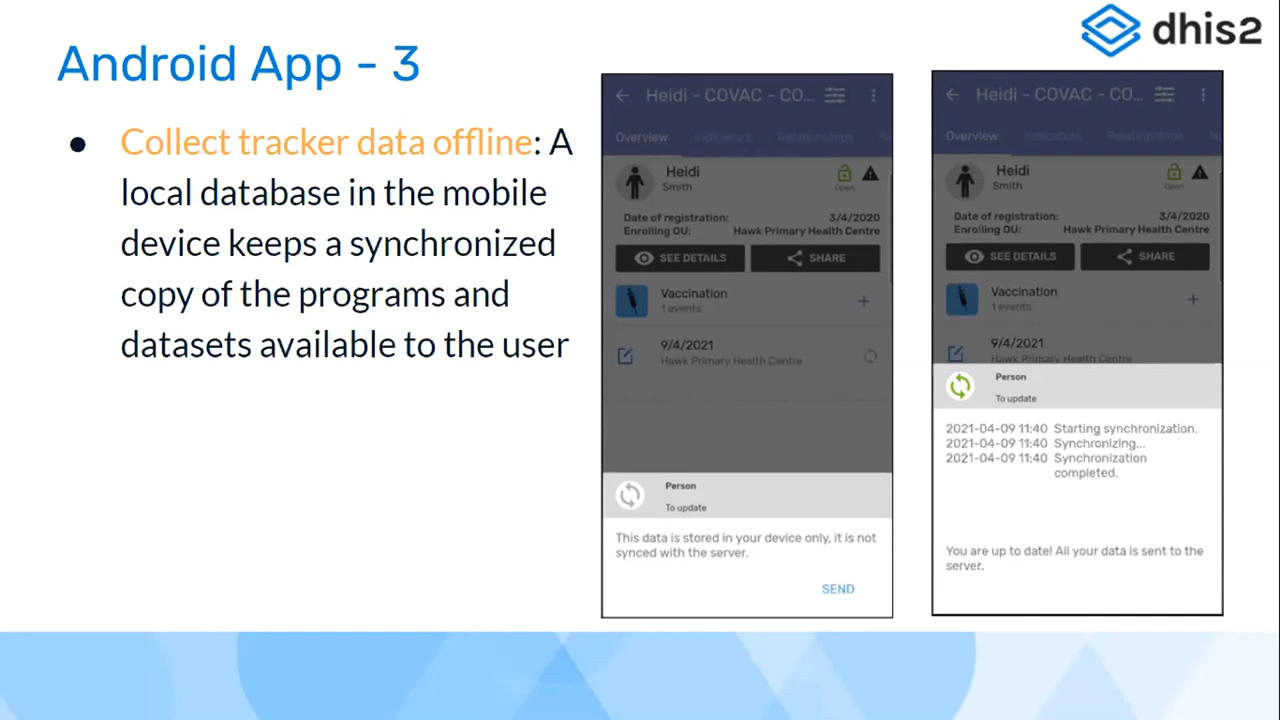 dhis2
Android App - 3
● Collect tracker data offline: A
local database in the mobile
device keeps a synchronized
copy of the programs and
datasets available to the user
Heidi - COVAC - CO...
Overview Indicators Relationships
Heidi
Smith
Open
Date of registration: 3/4/2020
Enrolling OU: Hawk Primary Health Centre
SEE DETAILS SHARE
Vaccination
1 events
9/4/2021
Hawk Primary Health Centre
Person
To update
This data is stored in your device only, it is not
synced with the server.
SEND
Heidi - COVAC - CO...
Overview Indicators Relationships
Heidi
Smith
Open
Date of registration: 3/4/2020
Enrolling OU: Hawk Primary Health Centre
SEE DETAILS SHARE
Vaccination
1 events
9/4/2021
Hawk Primary Health Centre
Person
To update
2021-04-09 11:40 Starting synchronization.
2021-04-09 11:40 Synchronizing...
2021-04-09 11:40 Synchronization
completed.
You are up to date! All your data is sent to the
server.